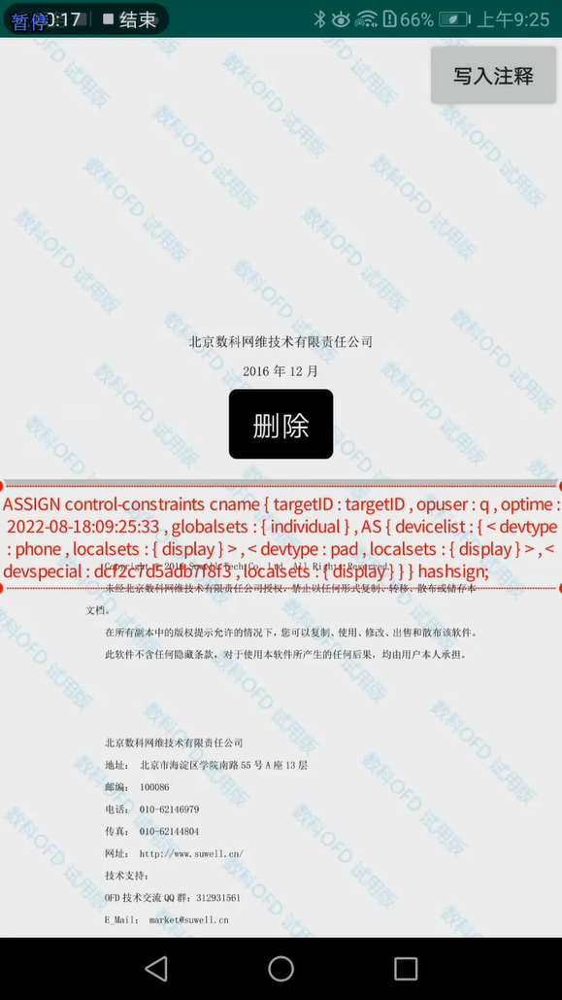 暂停 0:17 结束 66% 上午9:25
写入注释
北京数科网维技术有限责任公司
2016 年 12 月
删除
ASSIGN control-constraints cname { targetID : targetID , opuser : q , optime :
2022-08-18:09:25:33 , globalsets : { individual } , AS { devicelist : { < devtype
: phone , localsets : { display } > , < devtype : pad , localsets : { display } > , <
devspecial : dcf2c7d5adb7f8f3 , localsets : { display } } } hashsign;
Copyright © 2016 Suwell Tech Co. Ltd. All Rights Reserved.
未经北京数科网维技术有限责任公司授权，禁止以任何形式复制、转移、散布或储存本
文档。
在所有副本中的版权提示允许的情况下，您可以复制、使用、修改、出售和散布该软件。
此软件不含任何隐藏条款，对于使用本软件所产生的任何后果，均由用户本人承担。
北京数科网维技术有限责任公司
地址： 北京市海淀区学院南路 55 号 A 座 13 层
邮编： 100086
电话： 010-62146979
传真： 010-62144804
网址： http://www.suwell.cn/
技术支持：
OFD 技术交流 QQ 群：312931561
E_Mail： market@suwell.cn
数科OFD 试用版